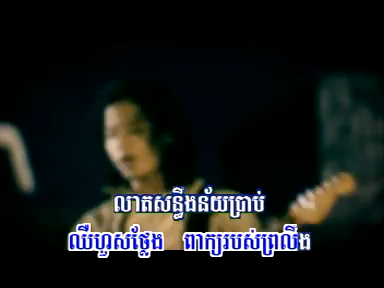 លាតសន្ធឹងន័យប្រាប់
ឈឺហួសថ្លែង ពាក្យរបស់ព្រលឹង